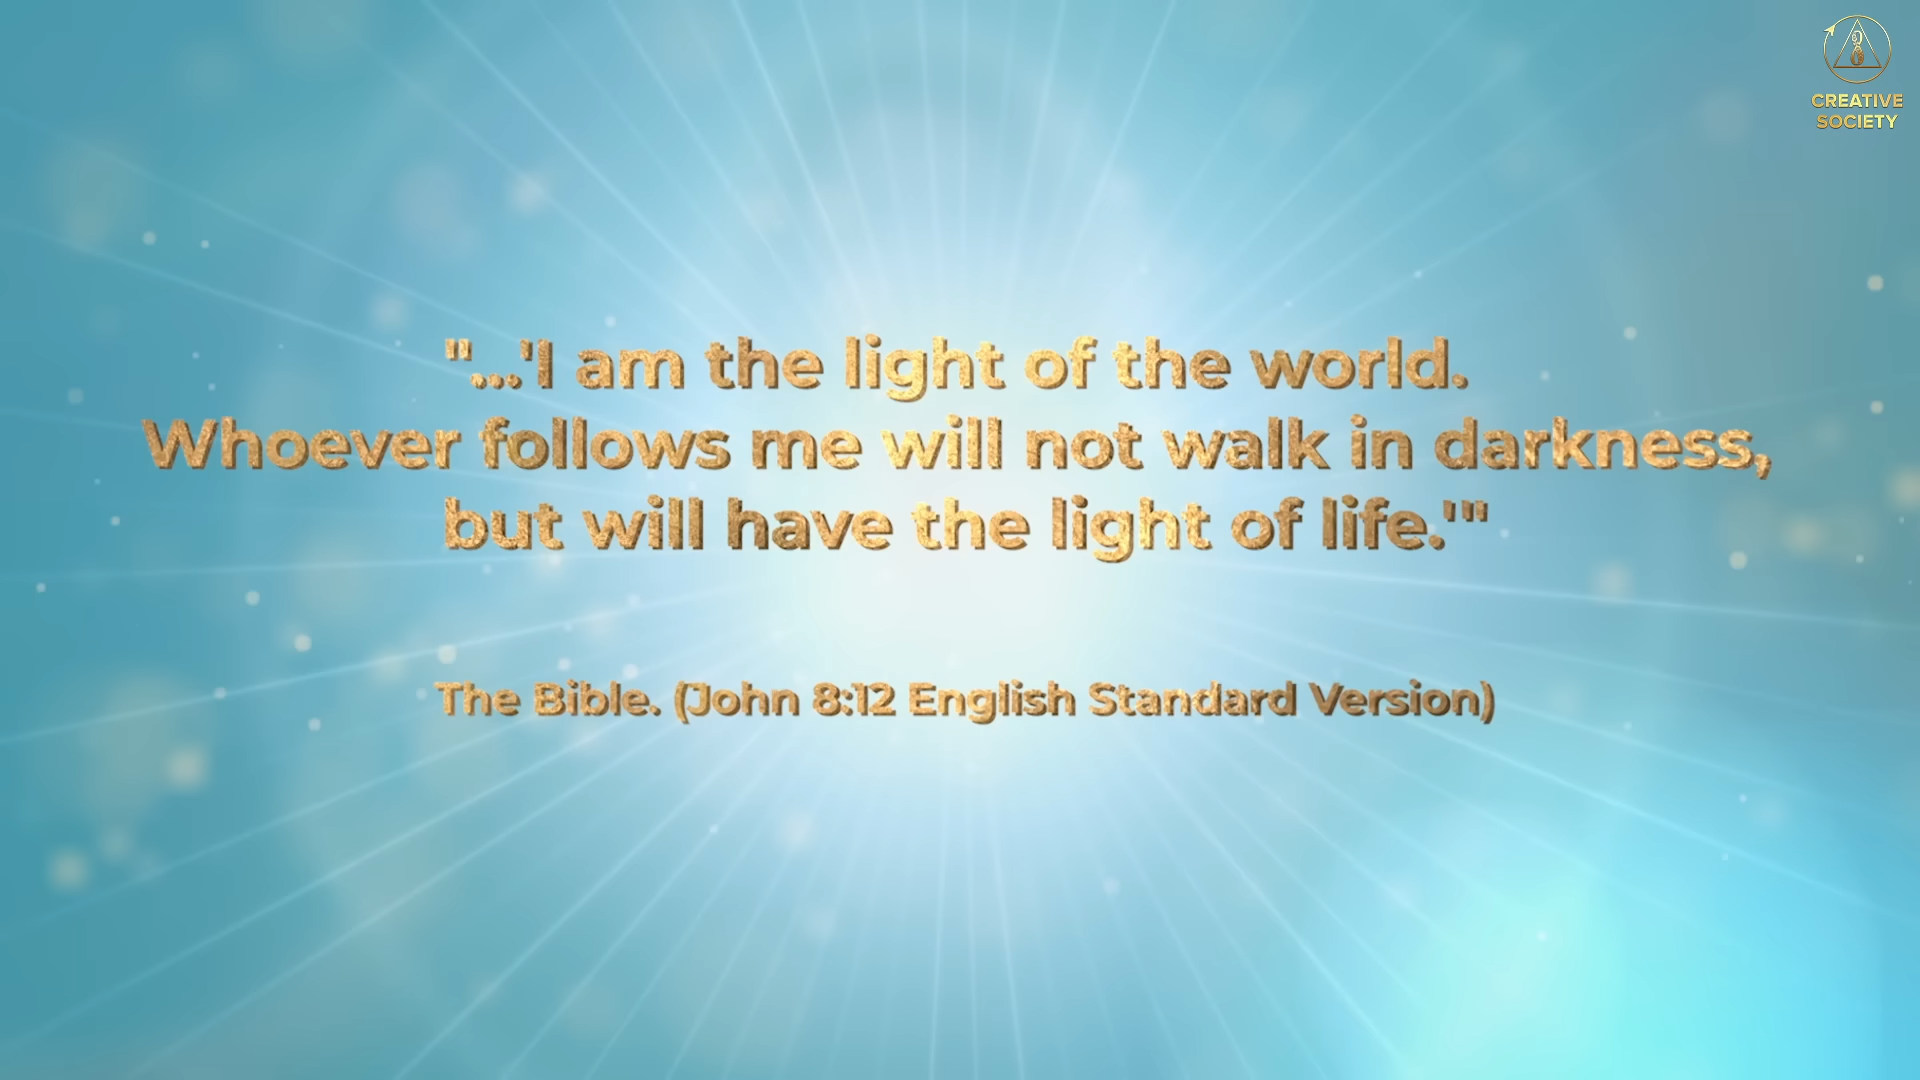 CREATIVE
SOCIETY
"...'I am the light of the world.
Whoever follows me will not walk in darkness,
but will have the light of life.'"
The Bible. (John 8:12 English Standard Version)